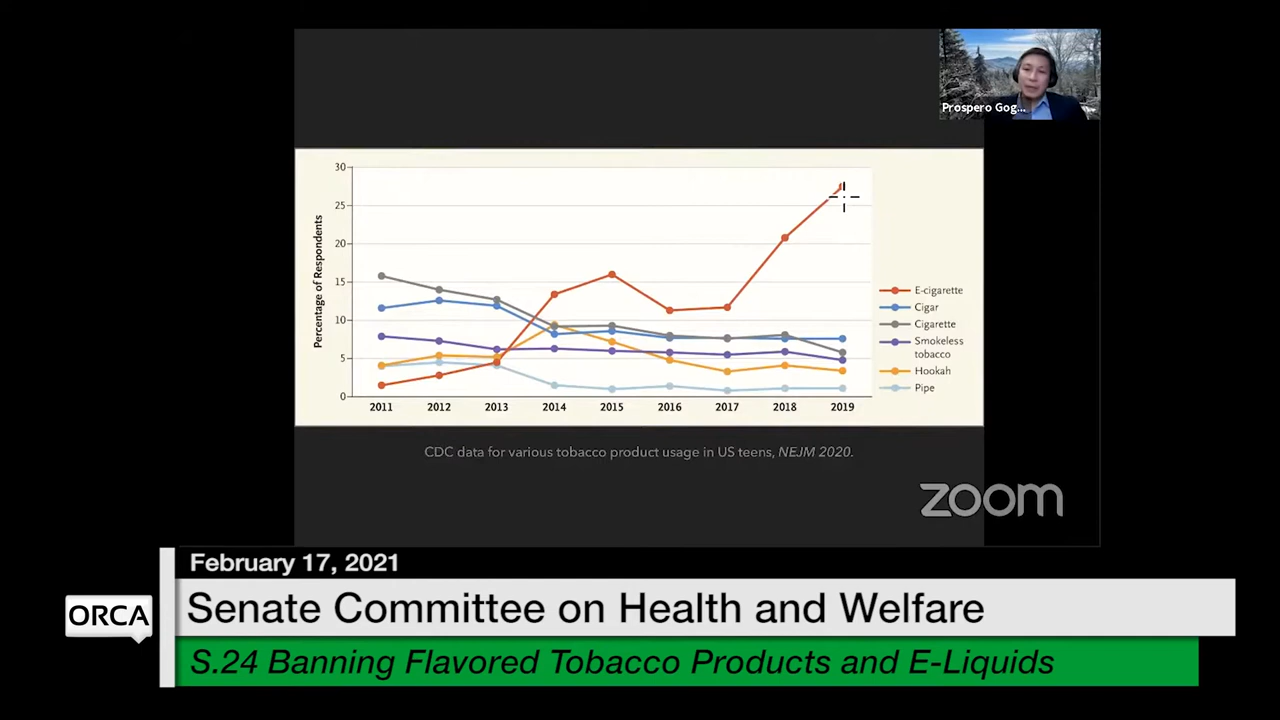 Prospero Gog...
30
25
20
15
10
5
0
Percentage of Respondents
2011 2012 2013 2014 2015 2016 2017 2018 2019
E-cigarette
Cigar
Cigarette
Smokeless
tobacco
Hookah
Pipe
CDC data for various tobacco product usage in US teens, NEJM 2020.
zoom
February 17, 2021
ORCA
Senate Committee on Health and Welfare
S.24 Banning Flavored Tobacco Products and E-Liquids